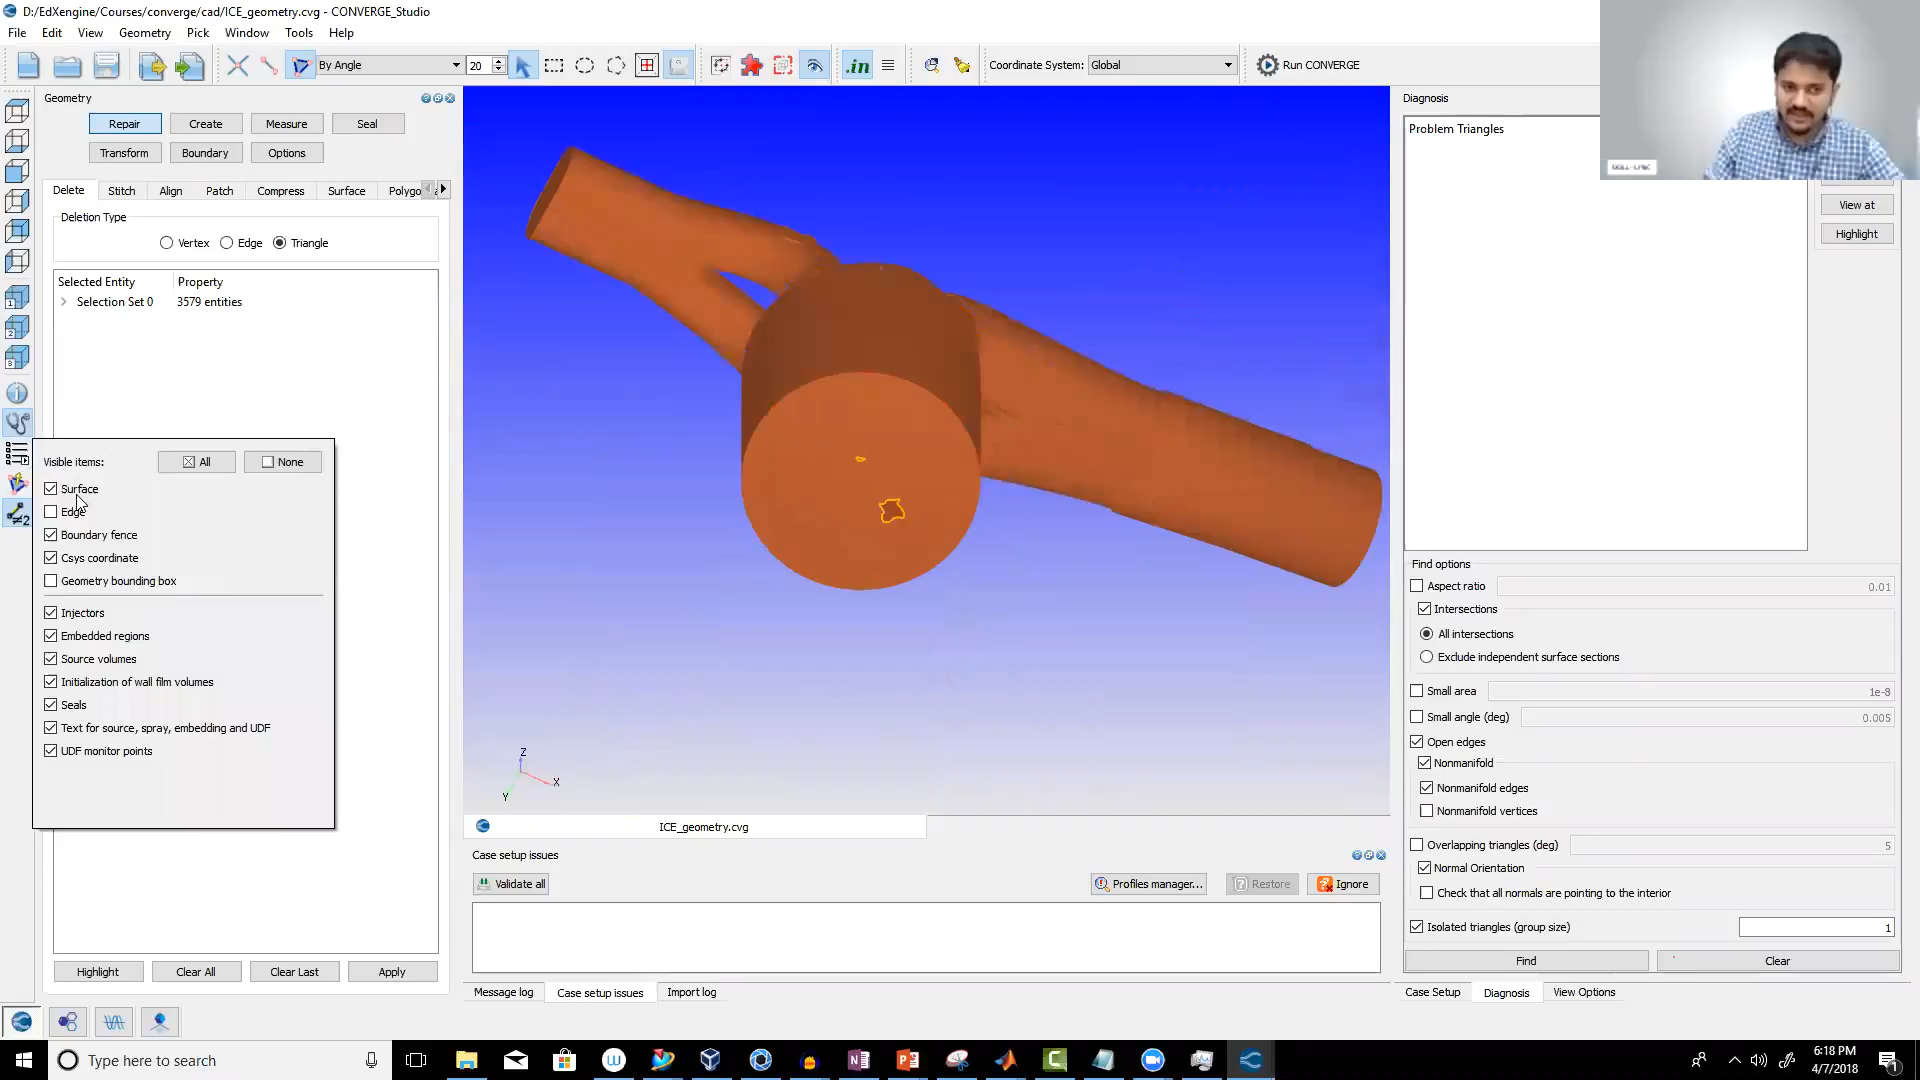 D:/EdXengine/Courses/converge/cad/ICE_geometry.cvg - CONVERGE_Studio
File Edit View Geometry Pick Window Tools Help
By Angle 20 .in Coordinate System: Global Run CONVERGE
Geometry
Repair Create Measure Seal
Transform Boundary Options
Delete Stitch Align Patch Compress Surface Polygo
Deletion Type
Vertex Edge Triangle
Selected Entity Property
Selection Set 0 3579 entities
Visible items: All None
Surface
Edge
Boundary fence
Csys coordinate
Geometry bounding box
Injectors
Embedded regions
Source volumes
Initialization of wall film volumes
Seals
Text for source, spray, embedding and UDF
UDF monitor points
Highlight Clear All Clear Last Apply
Z
X
Y
ICE_geometry.cvg
Case setup issues
Validate all Profiles manager... Restore Ignore
Message log Case setup issues Import log
Diagnosis
Problem Triangles
View at
Highlight
Find options
Aspect ratio 0.01
Intersections
All intersections
Exclude independent surface sections
Small area 1e-8
Small angle (deg) 0.005
Open edges
Nonmanifold
Nonmanifold edges
Nonmanifold vertices
Overlapping triangles (deg) 5
Normal Orientation
Check that all normals are pointing to the interior
Isolated triangles (group size) 1
Find Clear
Case Setup Diagnosis View Options
Type here to search
6:18 PM
4/7/2018